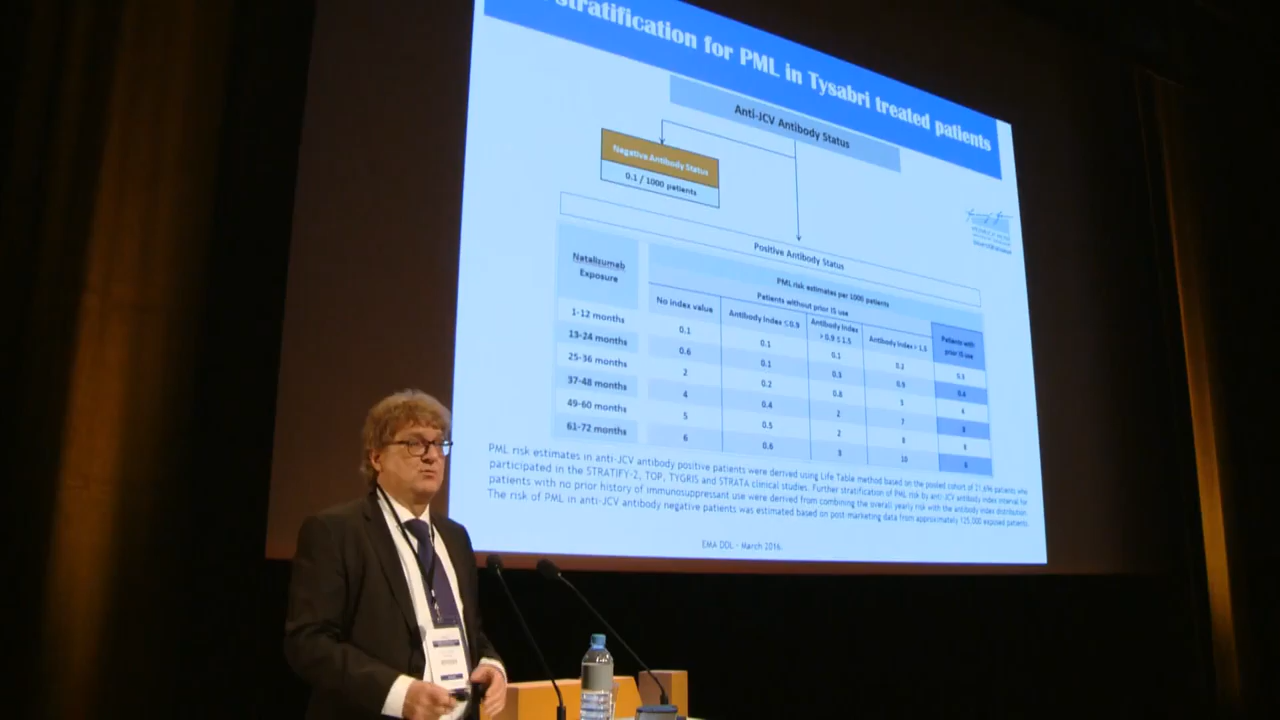 stratification for PML in Tysabri treated patients
Anti-JCV Antibody Status
Negative Antibody Status
0.1 / 1000 patients
Positive Antibody Status
Natalizumab
Exposure
PML risk estimates per 1000 patients
Patients without prior IS use
No index value
Antibody Index ≤ 0.9
Antibody Index
> 0.9 ≤ 1.5
Antibody Index > 1.5
Patients with
prior IS use
1-12 months 0.1 0.1 0.1 0.2 0.3
13-24 months 0.6 0.1 0.3 0.9 0.4
25-36 months 2 0.2 0.8 3 4
37-48 months 4 0.4 2 7 8
49-60 months 5 0.5 2 8 8
61-72 months 6 0.6 3 10 6
PML risk estimates in anti-JCV antibody positive patients were derived using Life Table method based on the pooled cohort of 21,696 patients who
participated in the STRATIFY-2, TOP, TYGRIS and STRATA clinical studies. Further stratification of PML risk by anti-JCV antibody index interval for
patients with no prior history of immunosuppressant use were derived from combining the overall yearly risk with the antibody index distribution.
The risk of PML in anti-JCV antibody negative patients was estimated based on post-marketing data from approximately 125,000 exposed patients.
EMA DDL - March 2016.